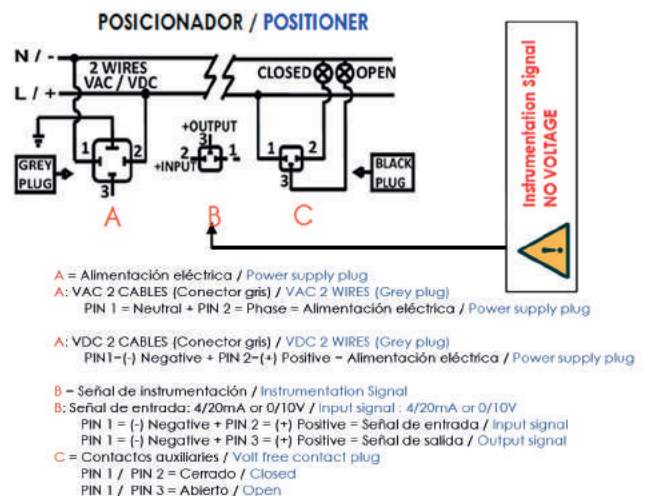 POSICIONADOR / POSITIONER
N / -
2 WIRES
VAC / VDC
CLOSED OPEN
L / +
+OUTPUT
3
1 2
2 1
+INPUT
1 2
3
3
GREY
PLUG
BLACK
PLUG
A B C
Instrumentation Signal
NO VOLTAGE
A = Alimentación eléctrica / Power supply plug
A: VAC 2 CABLES (Conector gris) / VAC 2 WIRES (Grey plug)
PIN 1 = Neutral + PIN 2 = Phase = Alimentación eléctrica / Power supply plug
A: VDC 2 CABLES (Conector gris) / VDC 2 WIRES (Grey plug)
PIN1-(-) Negative + PIN 2-(+) Positive - Alimentación eléctrica / Power supply plug
B - Señal de instrumentación / Instrumentation Signal
B: Señal de entrada: 4/20mA or 0/10V / Input signal : 4/20mA or 0/10V
PIN 1 = (-) Negative + PIN 2 = (+) Positive = Señal de entrada / Input signal
PIN 1 = (-) Negative + PIN 3 = (+) Positive = Señal de salida / Output signal
C = Contactos auxiliaries / Volt free contact plug
PIN 1 / PIN 2 = Cerrado / Closed
PIN 1 / PIN 3 = Abierto / Open